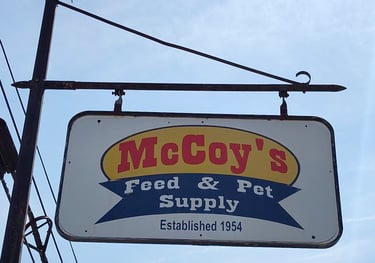 McCoy's
Feed & Pet
Supply
Established 1954